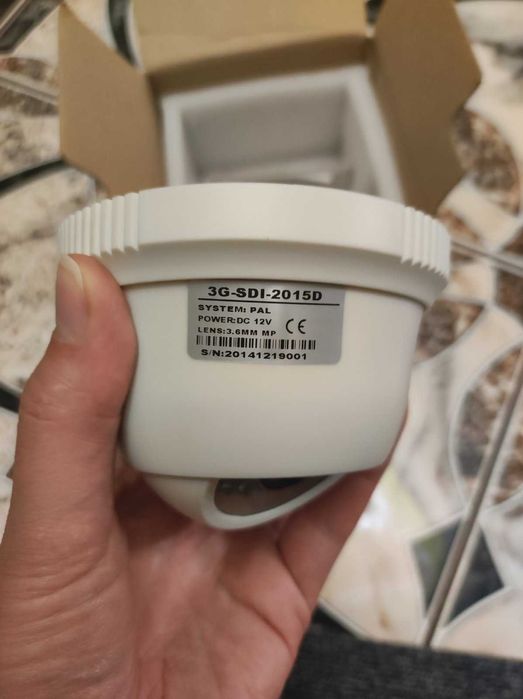 3G-SDI-2015D
SYSTEM: PAL
POWER:DC 12V
LENS:3.6MM MP
CE
S/N:20141219001